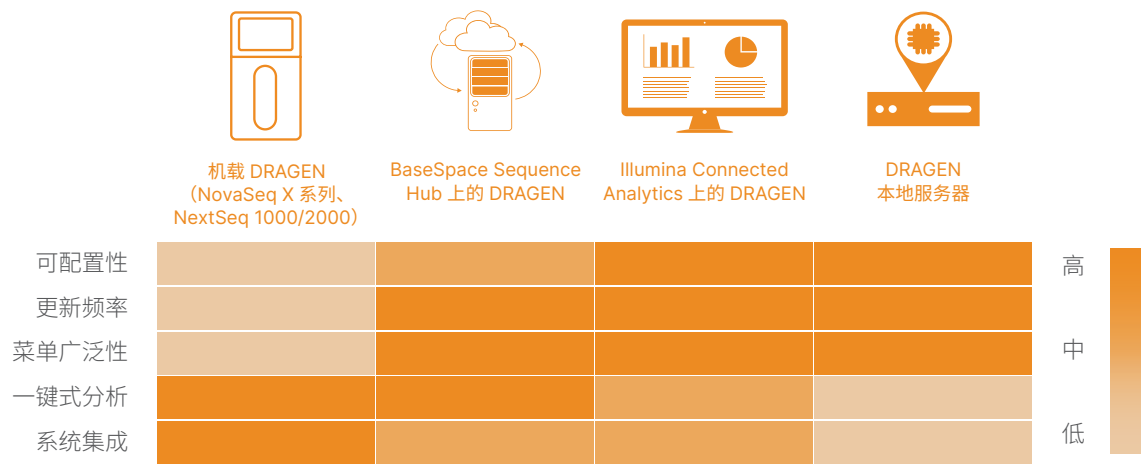 机载 DRAGEN
（NovaSeq X 系列、
NextSeq 1000/2000）
BaseSpace Sequence
Hub 上的 DRAGEN
Illumina Connected
Analytics 上的 DRAGEN
DRAGEN
本地服务器
可配置性
更新频率
菜单广泛性
一键式分析
系统集成
高
中
低